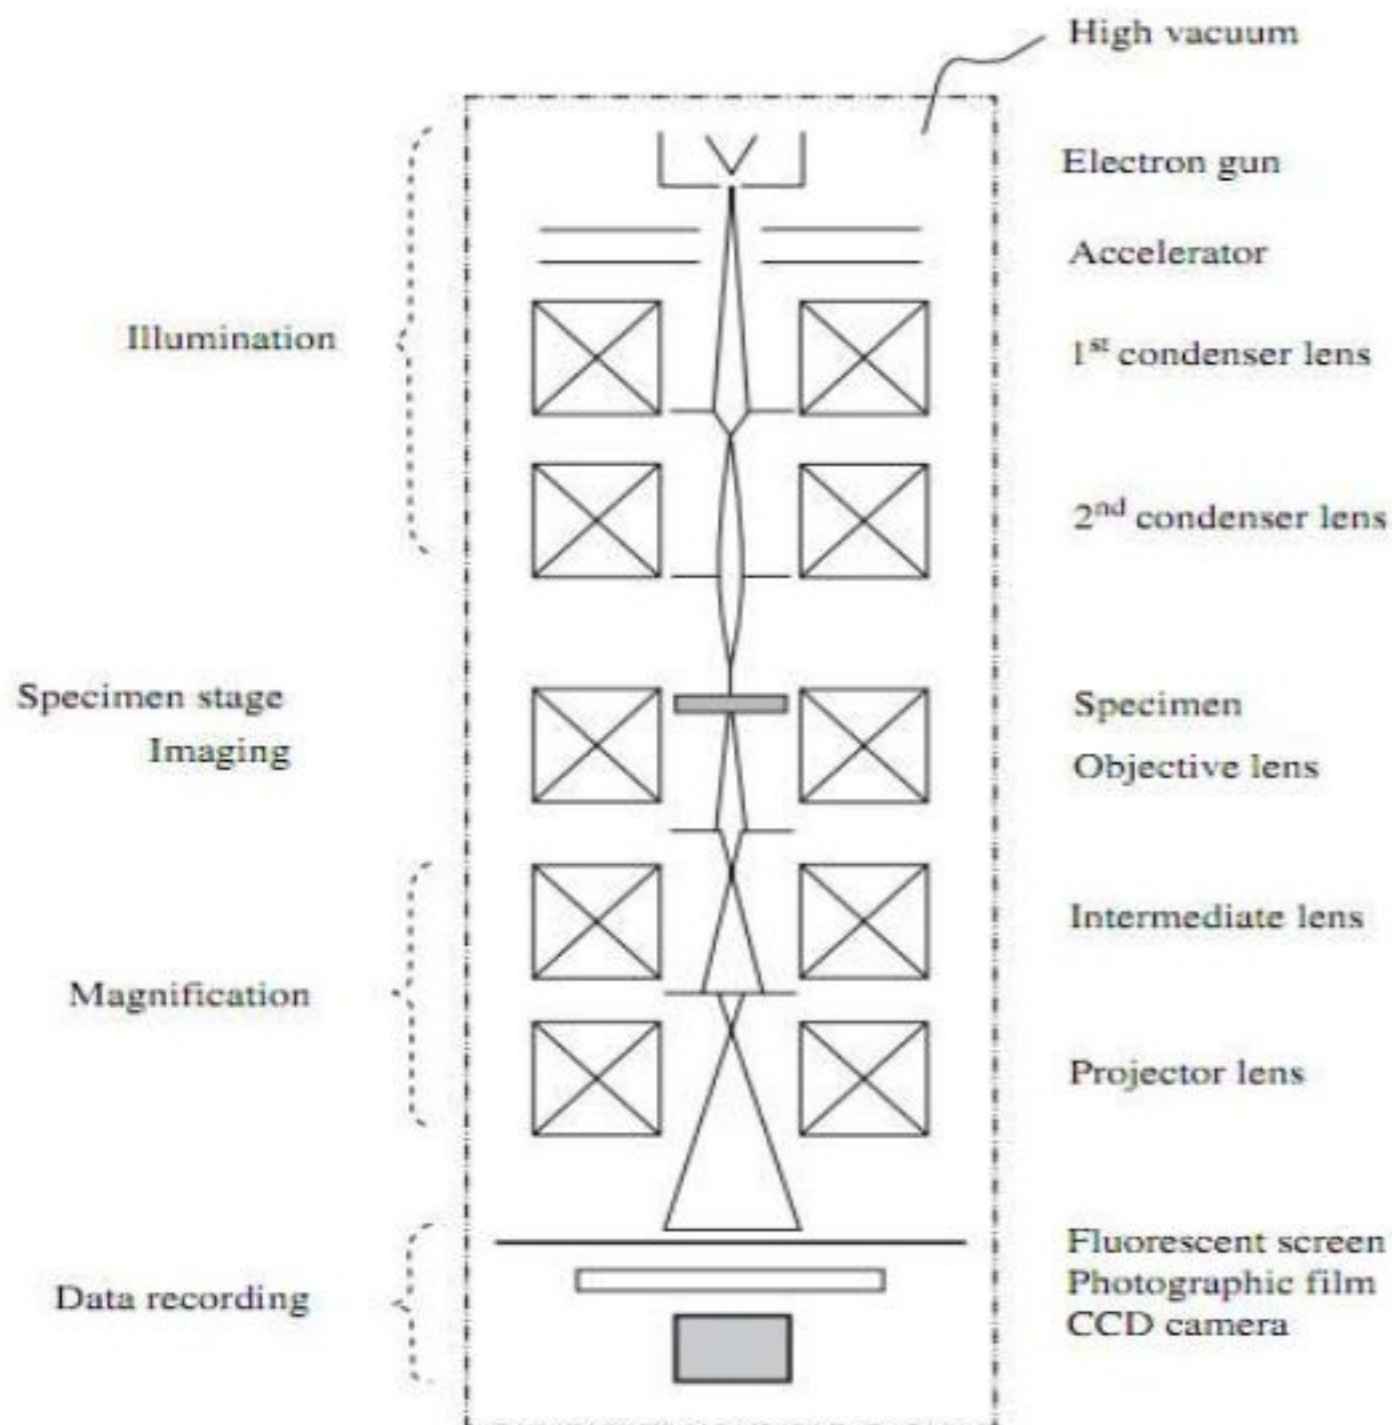 High vacuum
Electron gun
Accelerator
Illumination
1st condenser lens
2nd condenser lens
Specimen stage
Specimen
Imaging
Objective lens
Intermediate lens
Magnification
Projector lens
Fluorescent screen
Photographic film
Data recording
CCD camera